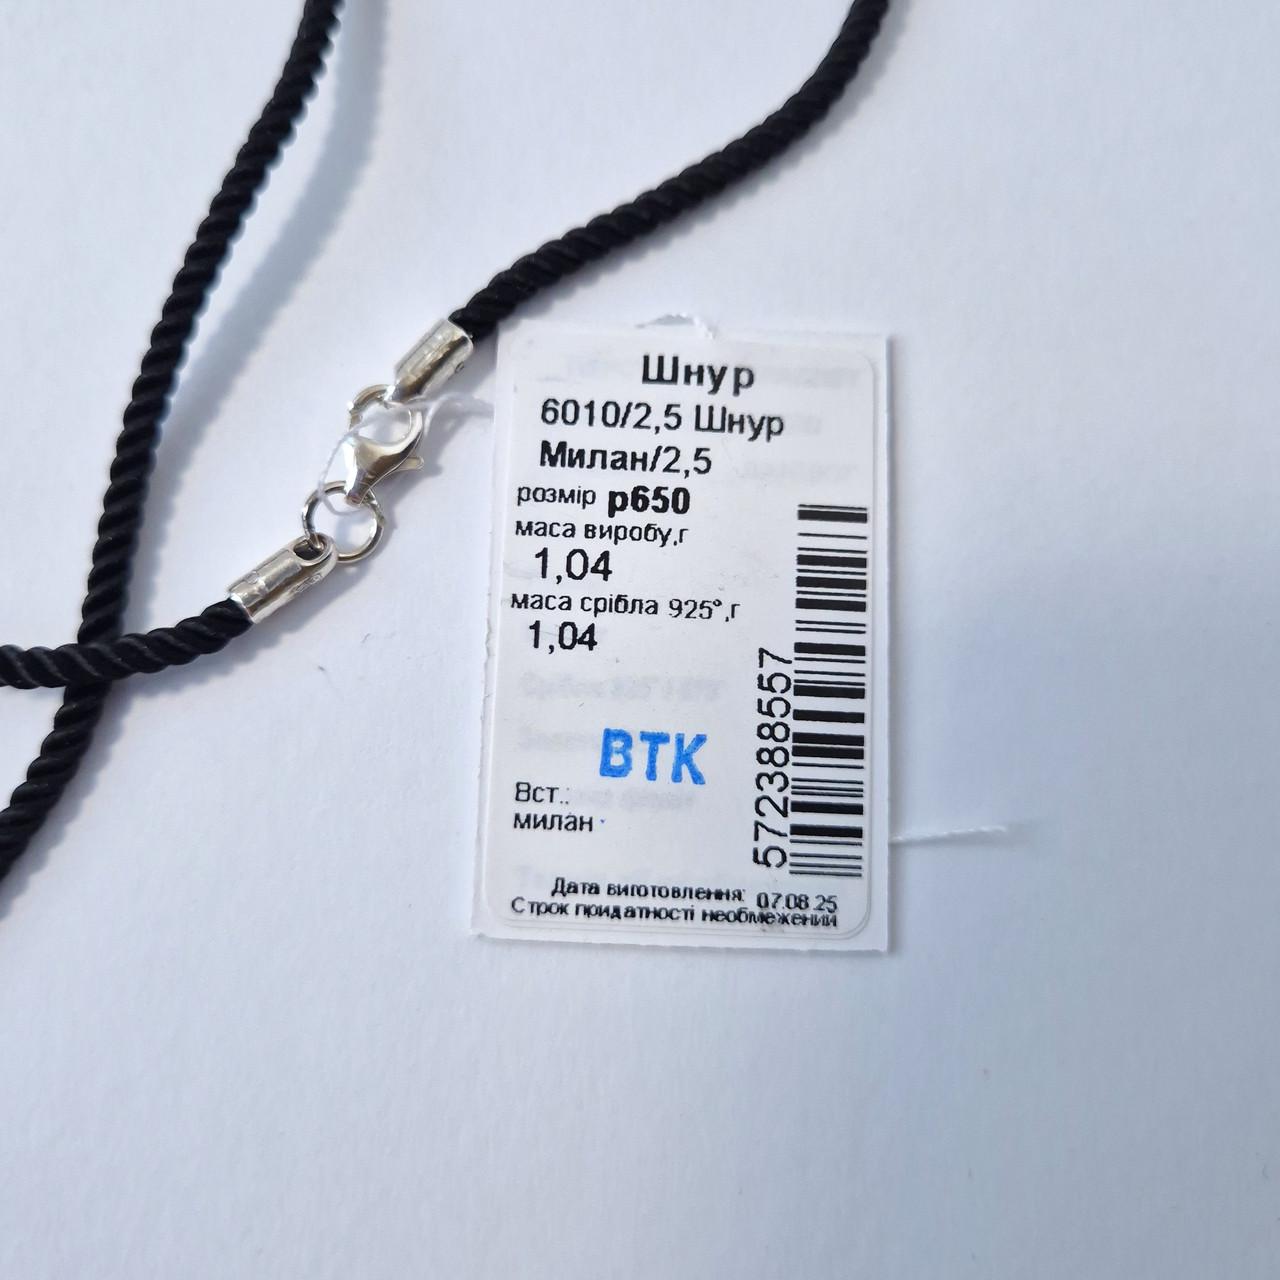 Шнур
6010/2,5 Шнур
Милан/2,5
розмір р650
маса виробу,г
1,04
маса срібла 925°,г
1,04
ВТК
Вст.:
милан
572388557
Дата виготовлення: 07.08.25
Строк придатності необмежений